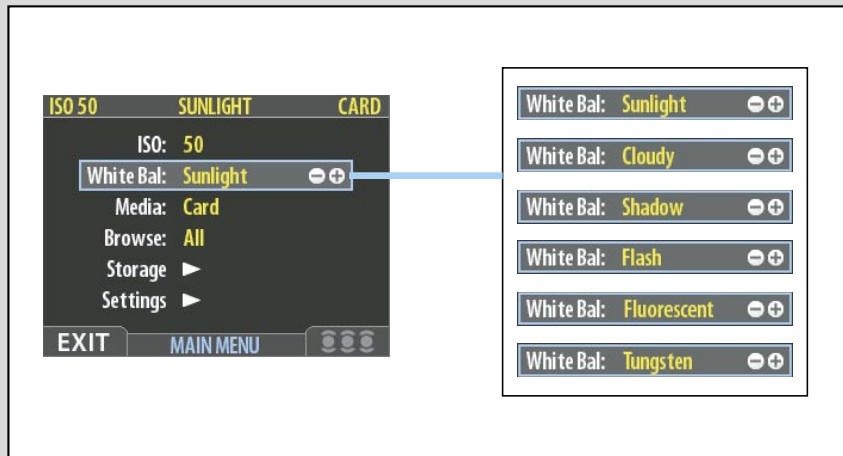 ISO 50 SUNLIGHT CARD
ISO: 50
White Bal: Sunlight
Media: Card
Browse: All
Storage
Settings
EXIT MAIN MENU
White Bal: Sunlight
White Bal: Cloudy
White Bal: Shadow
White Bal: Flash
White Bal: Fluorescent
White Bal: Tungsten